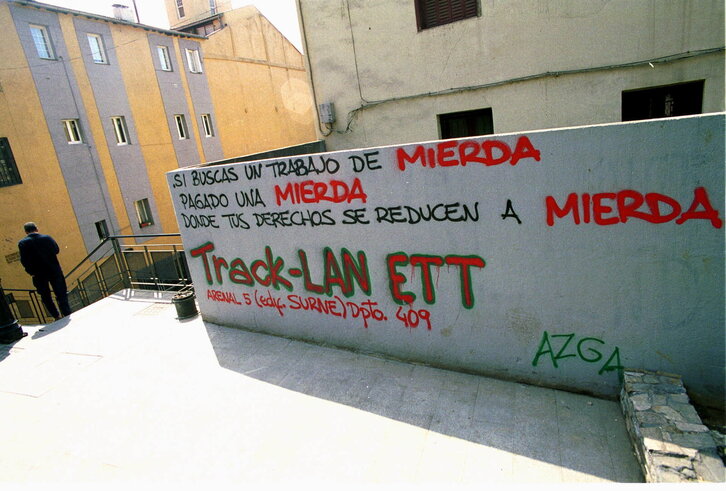 SI BUSCAS UN TRABAJO DE MIERDA
PAGADO UNA MIERDA
DONDE TUS DERECHOS SE REDUCEN A MIERDA
Track-LAN ETT
ARENAL 5 (edif. SURNE) Dpto. 409
AZGA